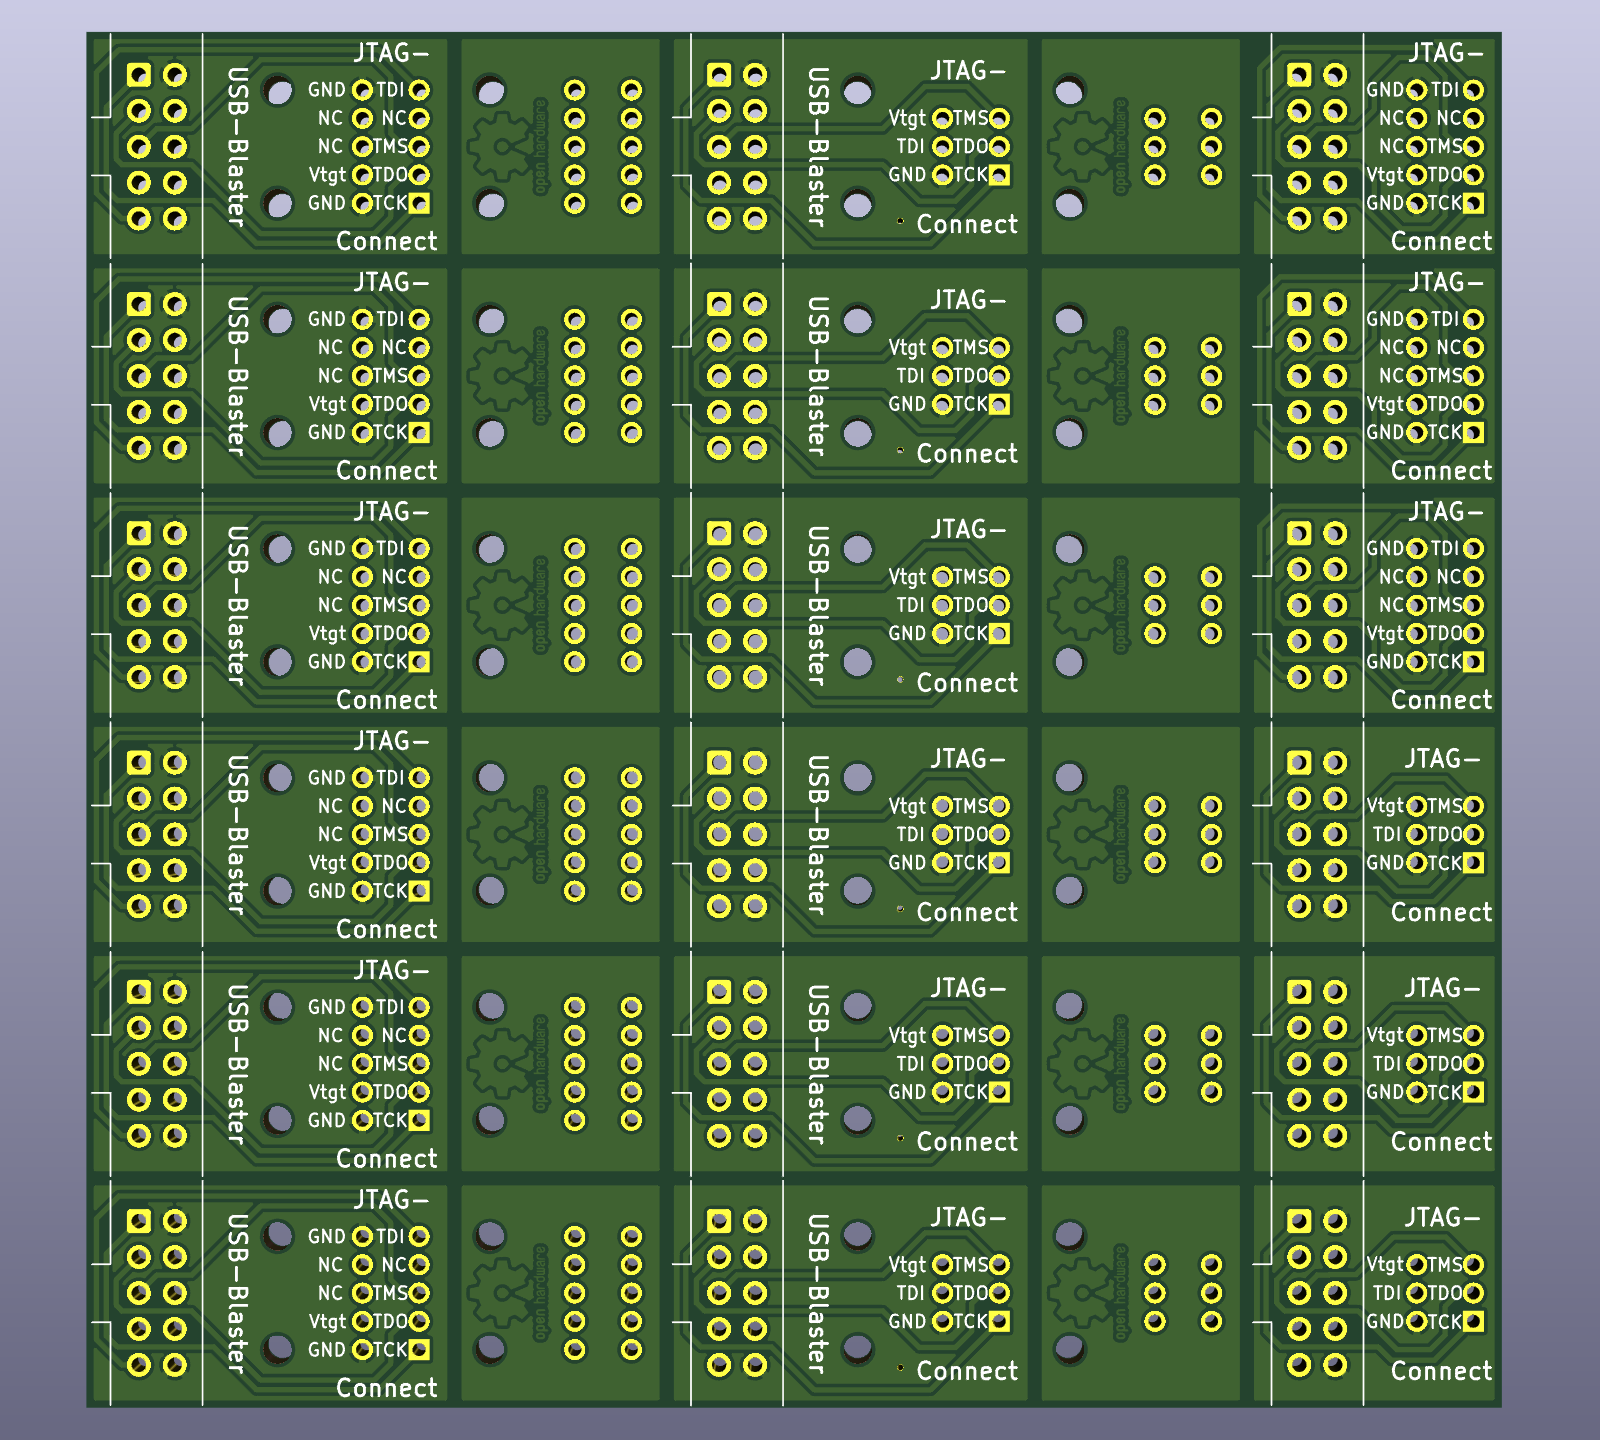 JTAG-
USB-Blaster
GND TDI
NC NC
NC TMS
Vtgt TDO
GND TCK
Connect
open hardware
JTAG-
USB-Blaster
Vtgt TMS
TDI TDO
GND TCK
Connect
open hardware
JTAG-
GND TDI
NC NC
NC TMS
Vtgt TDO
GND TCK
Connect
JTAG-
USB-Blaster
GND TDI
NC NC
NC TMS
Vtgt TDO
GND TCK
Connect
open hardware
JTAG-
USB-Blaster
Vtgt TMS
TDI TDO
GND TCK
Connect
open hardware
JTAG-
GND TDI
NC NC
NC TMS
Vtgt TDO
GND TCK
Connect
JTAG-
USB-Blaster
GND TDI
NC NC
NC TMS
Vtgt TDO
GND TCK
Connect
open hardware
JTAG-
USB-Blaster
Vtgt TMS
TDI TDO
GND TCK
Connect
open hardware
JTAG-
GND TDI
NC NC
NC TMS
Vtgt TDO
GND TCK
Connect
JTAG-
USB-Blaster
GND TDI
NC NC
NC TMS
Vtgt TDO
GND TCK
Connect
open hardware
JTAG-
USB-Blaster
Vtgt TMS
TDI TDO
GND TCK
Connect
open hardware
JTAG-
Vtgt TMS
TDI TDO
GND TCK
Connect
JTAG-
USB-Blaster
GND TDI
NC NC
NC TMS
Vtgt TDO
GND TCK
Connect
open hardware
JTAG-
USB-Blaster
Vtgt TMS
TDI TDO
GND TCK
Connect
open hardware
JTAG-
Vtgt TMS
TDI TDO
GND TCK
Connect
JTAG-
USB-Blaster
GND TDI
NC NC
NC TMS
Vtgt TDO
GND TCK
Connect
open hardware
JTAG-
USB-Blaster
Vtgt TMS
TDI TDO
GND TCK
Connect
open hardware
JTAG-
Vtgt TMS
TDI TDO
GND TCK
Connect